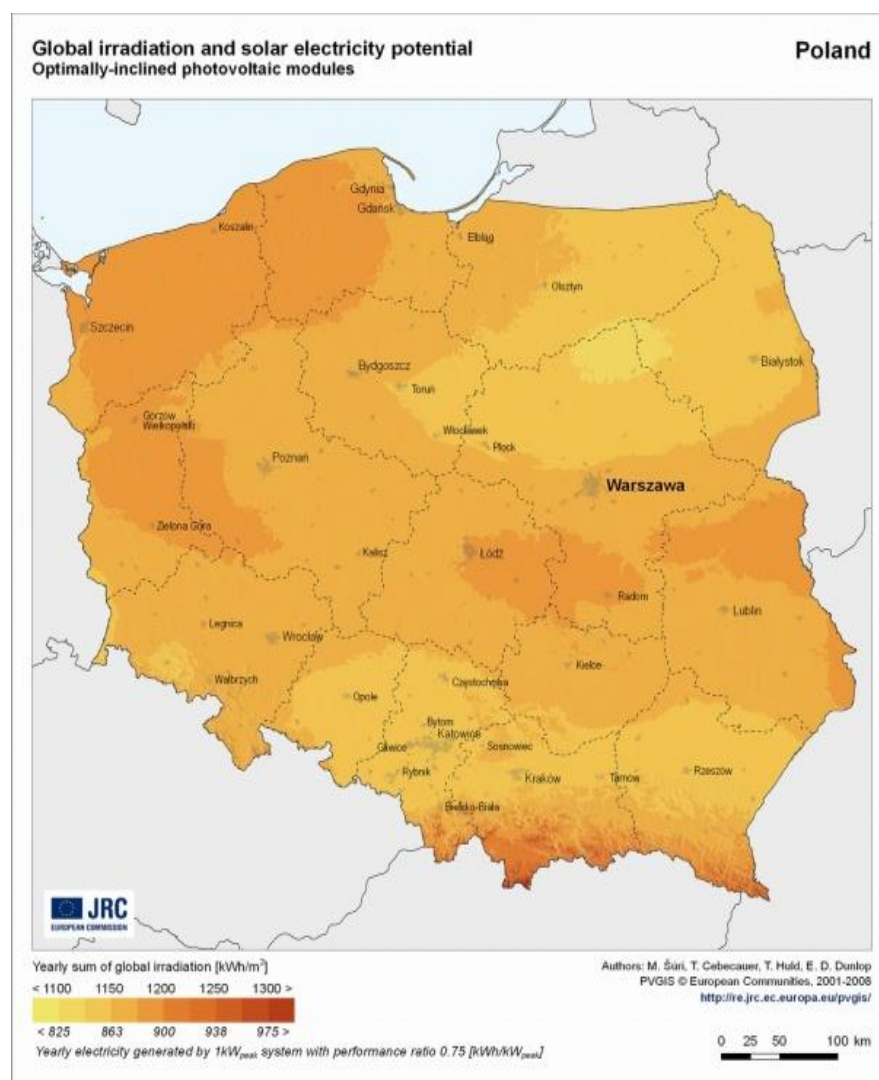 Global irradiation and solar electricity potential
Optimally-inclined photovoltaic modules
Poland
Gdynia
Gdańsk
Koszalin
Elbląg
Olsztyn
Szczecin
Białystok
Bydgoszcz
Toruń
Gorzów
Wielkopolski
Włocławek
Płock
Poznań
Warszawa
Zielona Góra
Kalisz
Łódź
Radom
Lublin
Legnica
Wrocław
Kielce
Wałbrzych
Częstochowa
Opole
Bytom
Katowice
Gliwice
Sosnowiec
Rybnik
Kraków
Tarnów
Rzeszów
Bielsko-Biała
JRC
EUROPEAN COMMISSION
Yearly sum of global irradiation [kWh/m²]
< 1100 1150 1200 1250 1300 >
< 825 863 900 938 975 >
Yearly electricity generated by 1kWpeak system with performance ratio 0.75 [kWh/kWpeak]
Authors: M. Šúri, T. Cebecauer, T. Huld, E. D. Dunlop
PVGIS © European Communities, 2001-2008
http://re.jrc.ec.europa.eu/pvgis/
0 25 50 100 km